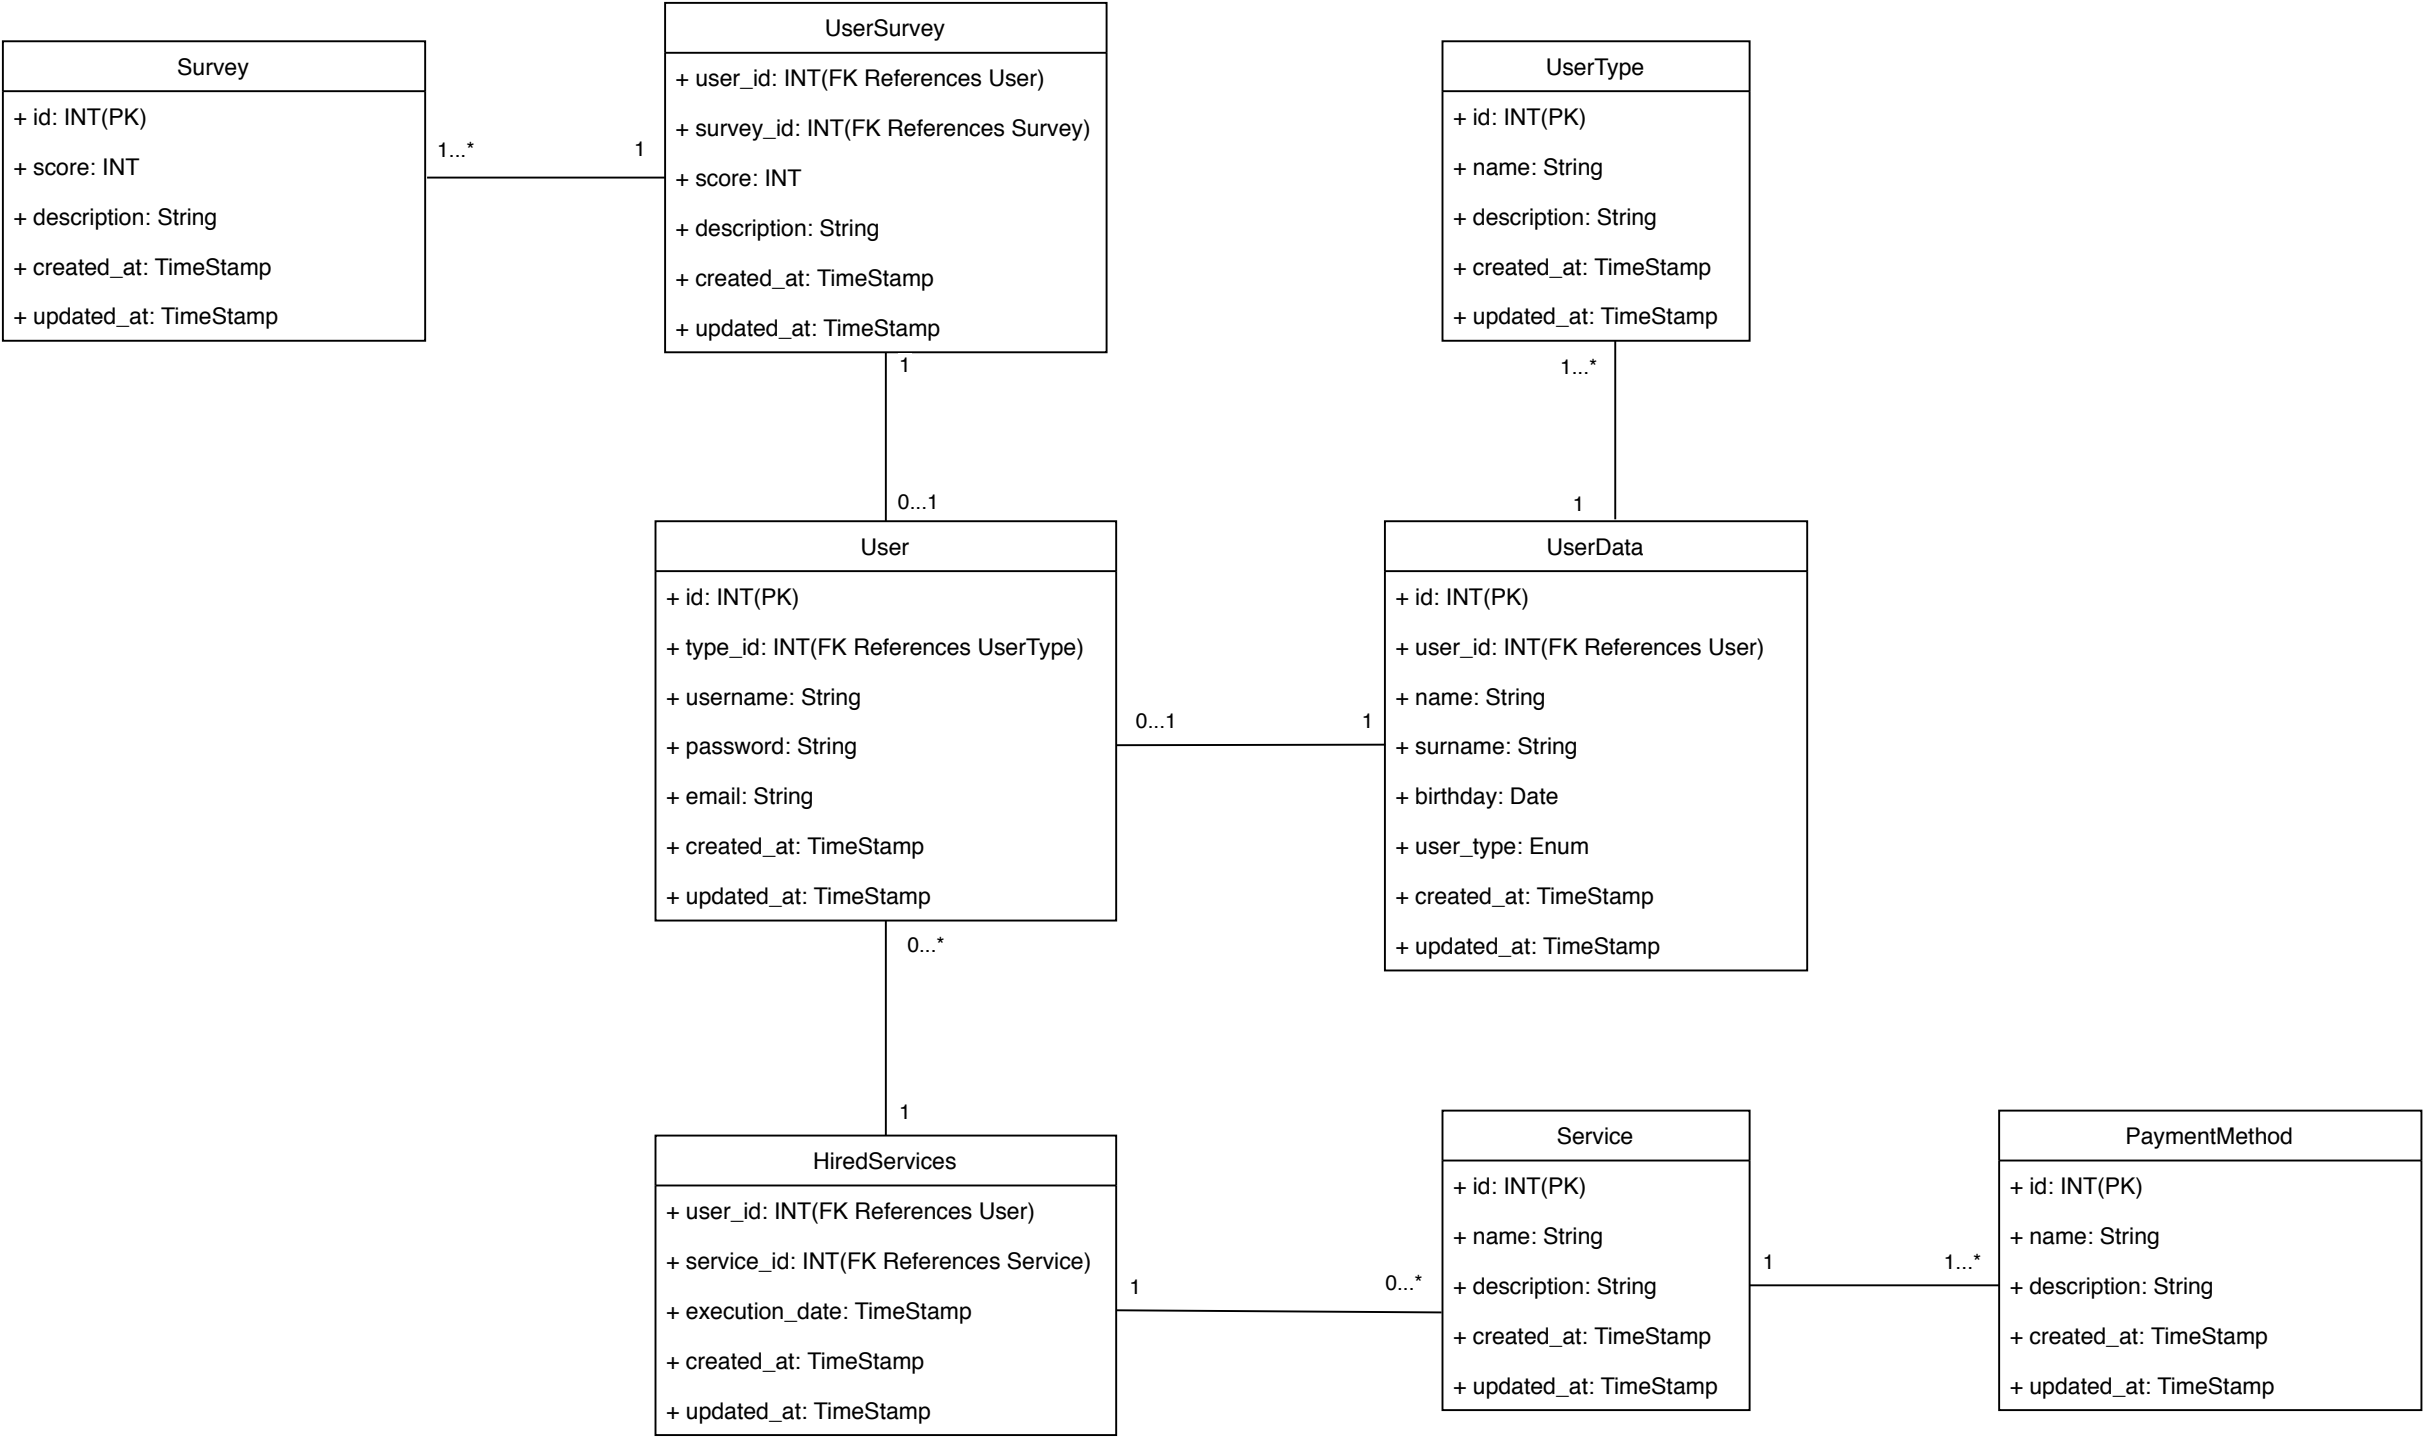 Survey
+ id: INT(PK)
+ score: INT
+ description: String
+ created_at: TimeStamp
+ updated_at: TimeStamp
1...*
1
UserSurvey
+ user_id: INT(FK References User)
+ survey_id: INT(FK References Survey)
+ score: INT
+ description: String
+ created_at: TimeStamp
+ updated_at: TimeStamp
1
0...1
UserType
+ id: INT(PK)
+ name: String
+ description: String
+ created_at: TimeStamp
+ updated_at: TimeStamp
1...*
1
User
+ id: INT(PK)
+ type_id: INT(FK References UserType)
+ username: String
+ password: String
+ email: String
+ created_at: TimeStamp
+ updated_at: TimeStamp
0...1
1
UserData
+ id: INT(PK)
+ user_id: INT(FK References User)
+ name: String
+ surname: String
+ birthday: Date
+ user_type: Enum
+ created_at: TimeStamp
+ updated_at: TimeStamp
0...*
1
HiredServices
+ user_id: INT(FK References User)
+ service_id: INT(FK References Service)
+ execution_date: TimeStamp
+ created_at: TimeStamp
+ updated_at: TimeStamp
1
0...*
Service
+ id: INT(PK)
+ name: String
+ description: String
+ created_at: TimeStamp
+ updated_at: TimeStamp
1
1...*
PaymentMethod
+ id: INT(PK)
+ name: String
+ description: String
+ created_at: TimeStamp
+ updated_at: TimeStamp